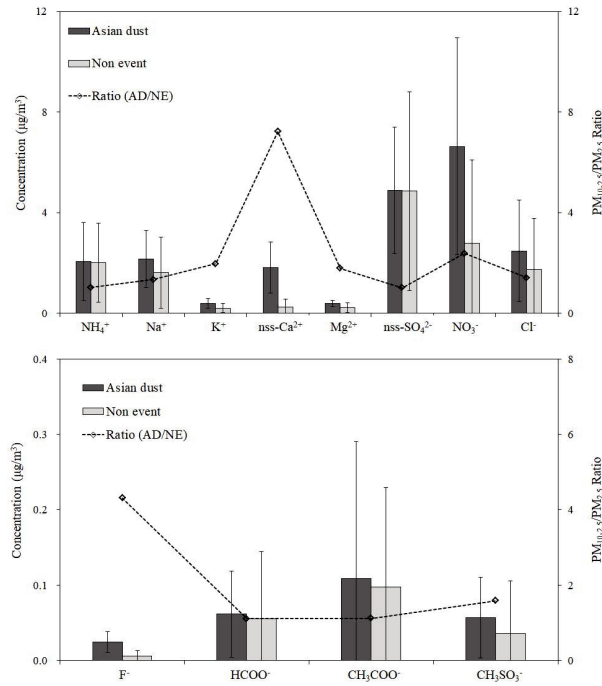 12
8
4
0
Concentration (μg/m³)
Asian dust
Non event
Ratio (AD/NE)
12
8
4
0
PM₁₀₋₂.₅/PM₂.₅ Ratio
NH₄⁺ Na⁺ K⁺ nss-Ca²⁺ Mg²⁺ nss-SO₄²⁻ NO₃⁻ Cl⁻
0.4
0.3
0.2
0.1
0.0
Concentration (μg/m³)
Asian dust
Non event
Ratio (AD/NE)
8
6
4
2
0
PM₁₀₋₂.₅/PM₂.₅ Ratio
F⁻ HCOO⁻ CH₃COO⁻ CH₃SO₃⁻